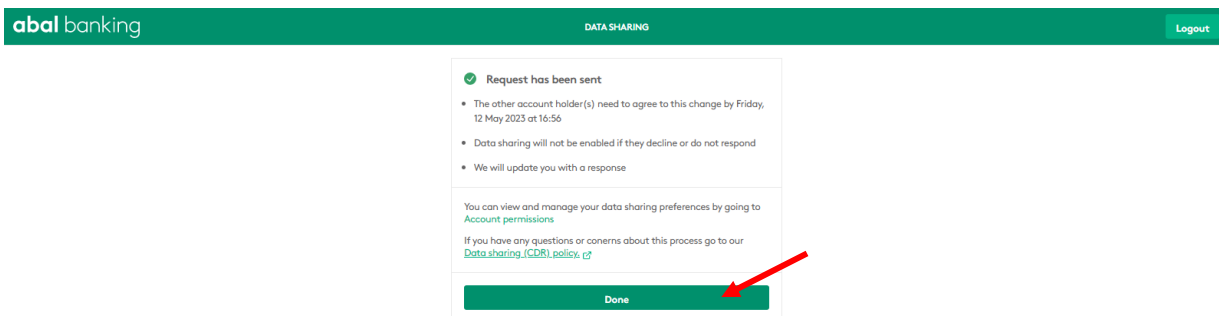 abal banking
DATA SHARING
Logout
Request has been sent
• The other account holder(s) need to agree to this change by Friday,
12 May 2023 at 16:56
• Data sharing will not be enabled if they decline or do not respond
• We will update you with a response
You can view and manage your data sharing preferences by going to
Account permissions
If you have any questions or conerns about this process go to our
Data sharing (CDR) policy.
Done